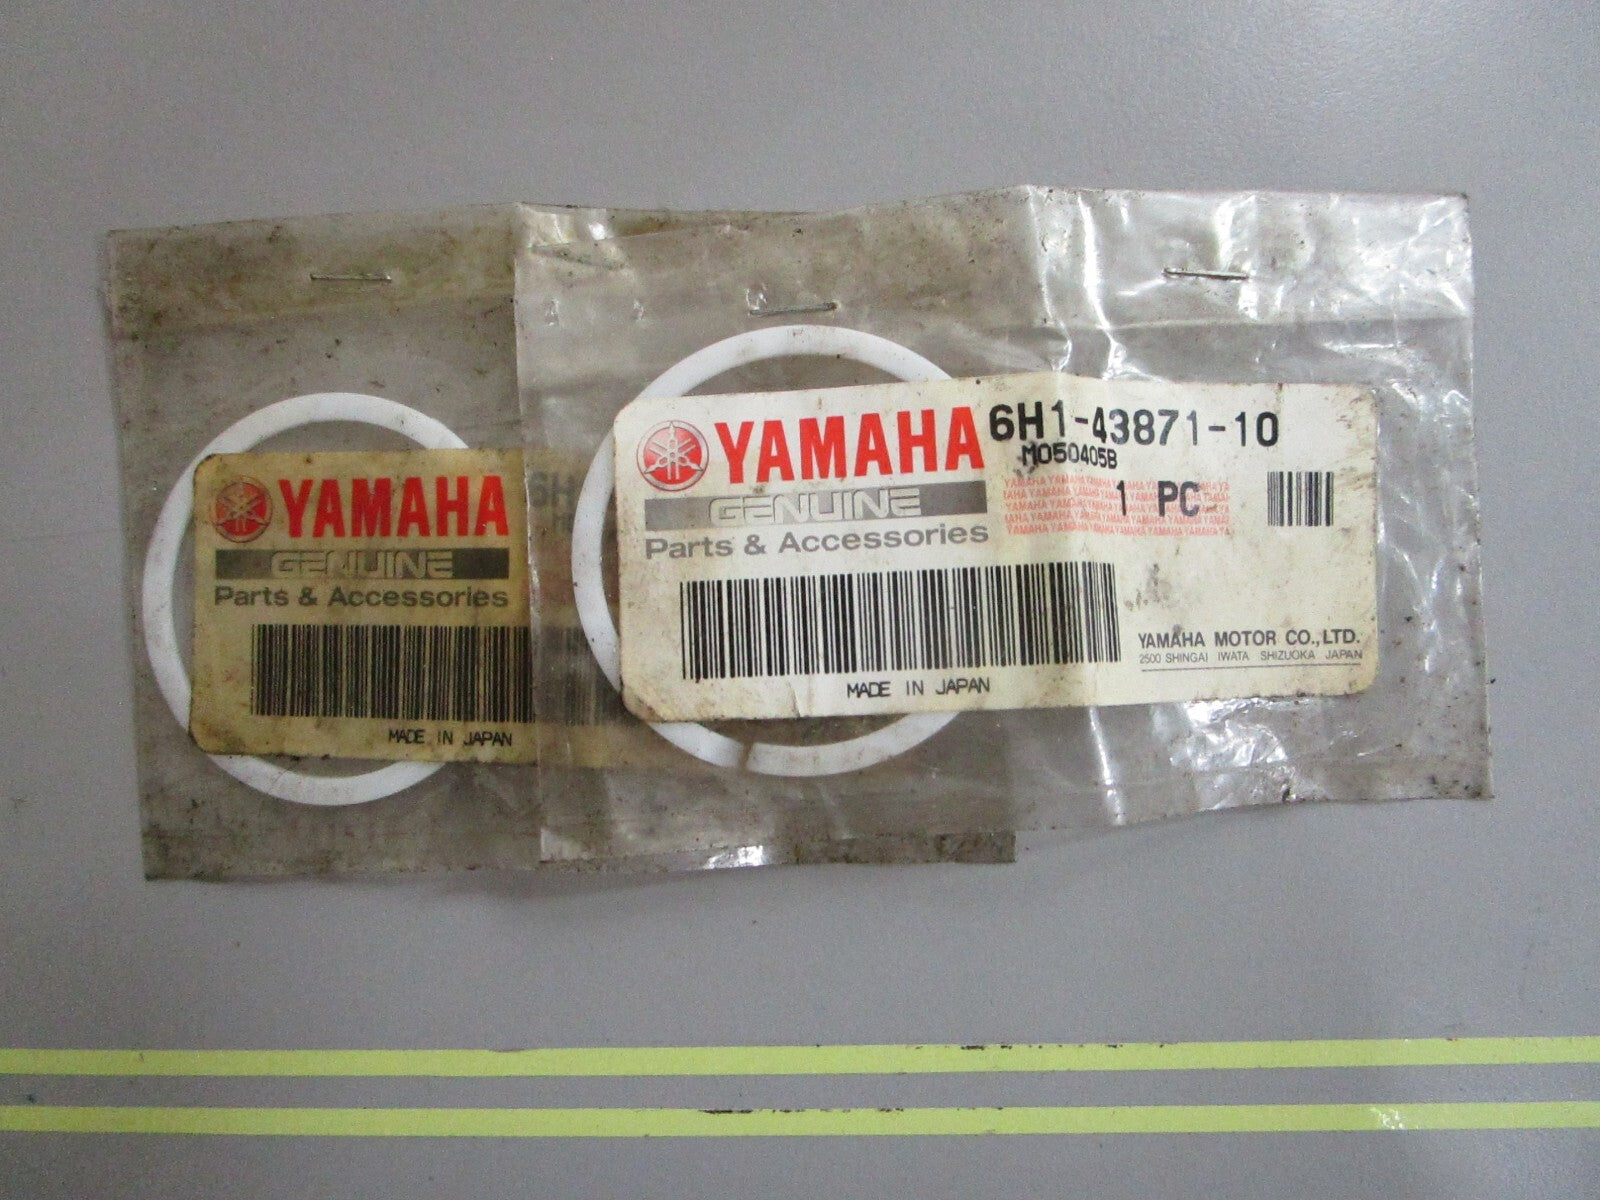 YAMAHA
GENUINE
Parts & Accessories
MADE IN JAPAN
6H
YAMAHA
GENUINE
Parts & Accessories
6H1-43871-10
M050405B
1 PC
MADE IN JAPAN
YAMAHA MOTOR CO., LTD.
2500 SHINGAI IWATA SHIZUOKA JAPAN